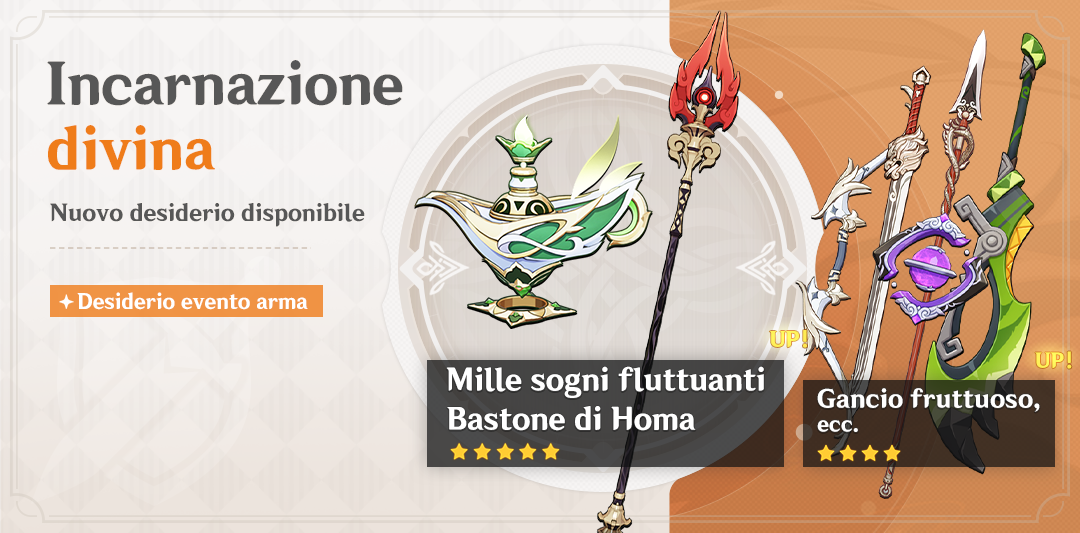 Incarnazione
divina
Nuovo desiderio disponibile
Desiderio evento arma
UP!
Mille sogni fluttuanti
Bastone di Homa
UP!
Gancio fruttuoso,
ecc.